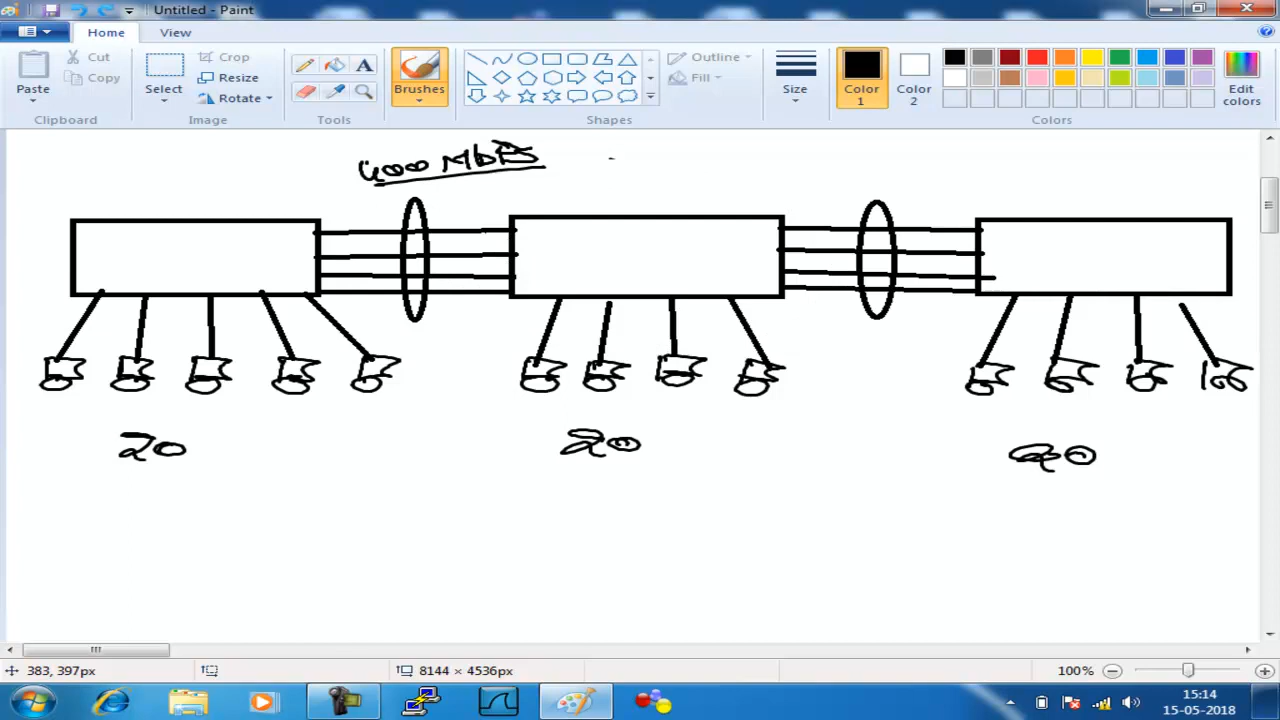 Untitled - Paint
Home View
Paste
Cut
Copy
Clipboard
Select
Crop
Resize
Rotate
Image
A
Tools
Brushes
Shapes
Outline
Fill
Size
Color 1
Color 2
Edit colors
Colors
400 Mb
20 20 20
383, 397px
8144 × 4536px
100%
15:14
15-05-2018